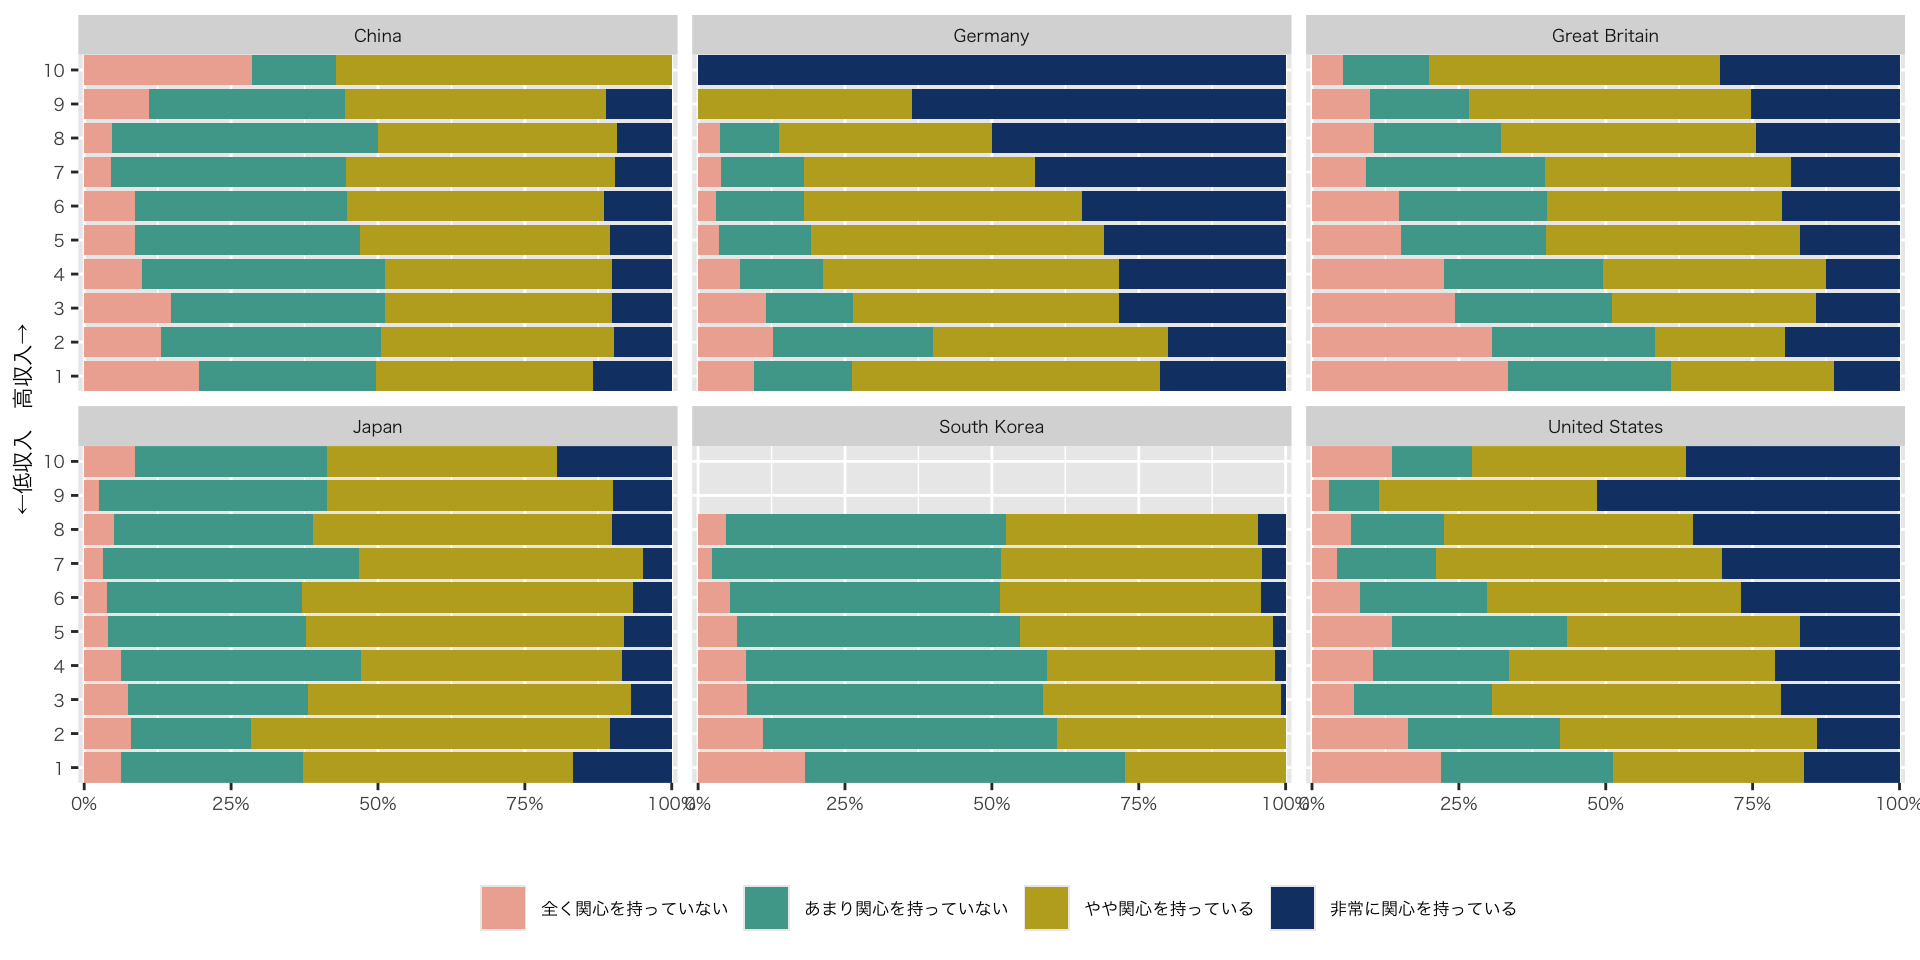 China
Germany
Great Britain
10
9
8
7
6
5
4
3
2
1
←低収入　高収入→
Japan
South Korea
United States
10
9
8
7
6
5
4
3
2
1
0% 25% 50% 75% 100%
0% 25% 50% 75% 100%
0% 25% 50% 75% 100%
全く関心を持っていない
あまり関心を持っていない
やや関心を持っている
非常に関心を持っている